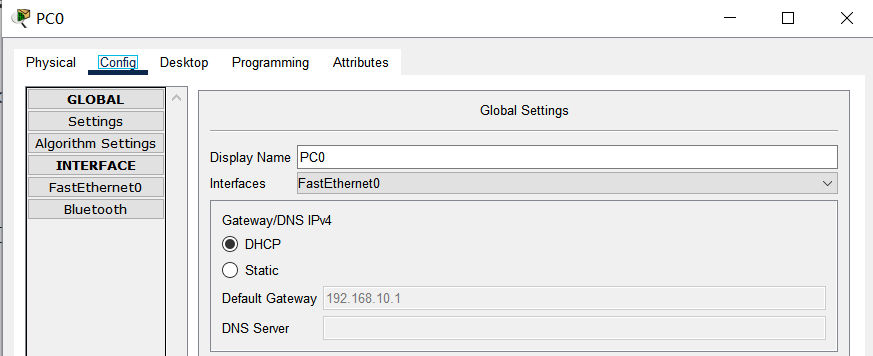 PC0
Physical Config Desktop Programming Attributes
GLOBAL
Settings
Algorithm Settings
INTERFACE
FastEthernet0
Bluetooth
Global Settings
Display Name PC0
Interfaces FastEthernet0
Gateway/DNS IPv4
DHCP
Static
Default Gateway 192.168.10.1
DNS Server